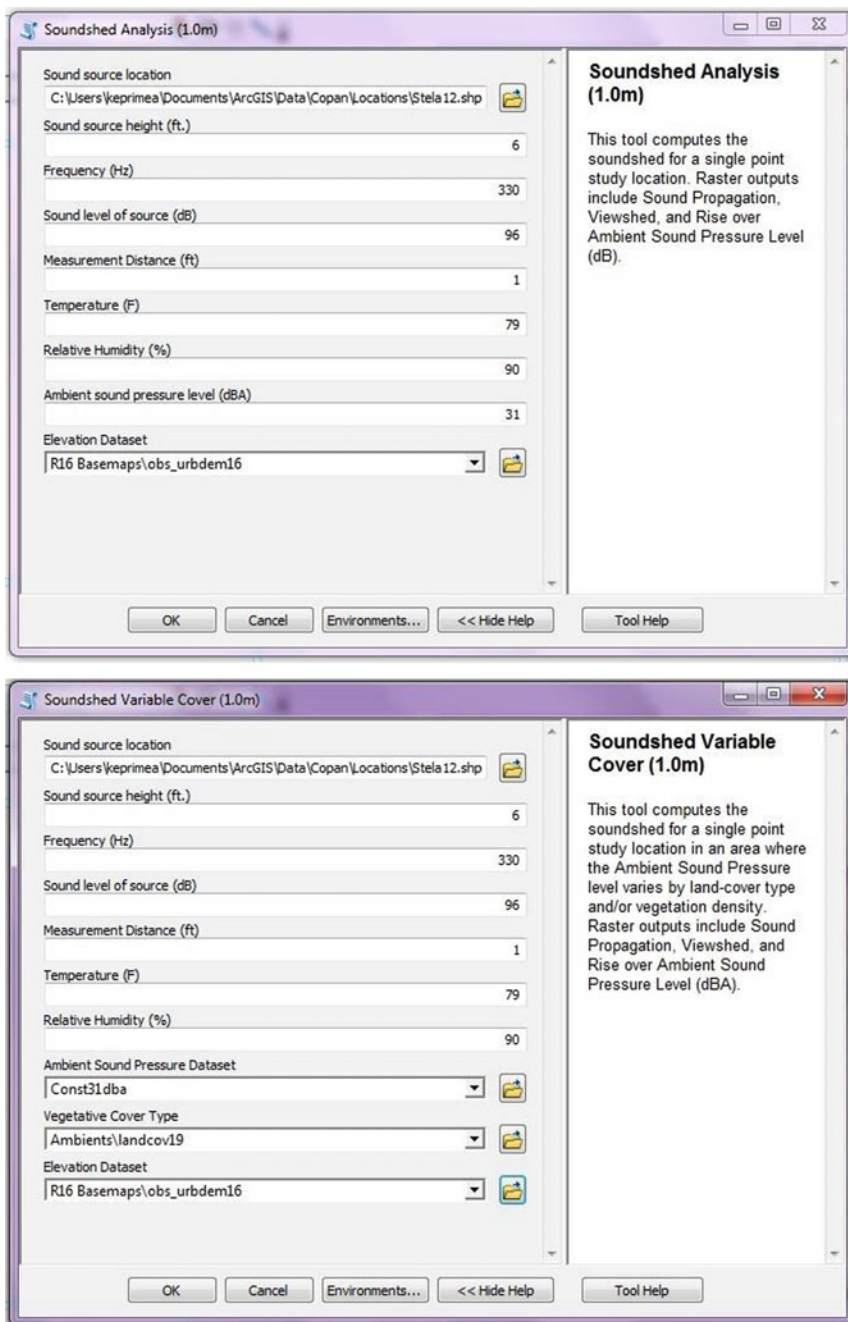 Soundshed Analysis (1.0m)
Sound source location
C:\Users\keprimea\Documents\ArcGIS\Data\Copan\Locations\Stela12.shp
Sound source height (ft.)
6
Frequency (Hz)
330
Sound level of source (dB)
96
Measurement Distance (ft)
1
Temperature (F)
79
Relative Humidity (%)
90
Ambient sound pressure level (dBA)
31
Elevation Dataset
R16 Basemaps\obs_urbdem16
Soundshed Analysis
(1.0m)
This tool computes the
soundshed for a single point
study location. Raster outputs
include Sound Propagation,
Viewshed, and Rise over
Ambient Sound Pressure Level
(dB).
OK
Cancel
Environments...
<< Hide Help
Tool Help
Soundshed Variable Cover (1.0m)
Sound source location
C:\Users\keprimea\Documents\ArcGIS\Data\Copan\Locations\Stela12.shp
Sound source height (ft.)
6
Frequency (Hz)
330
Sound level of source (dB)
96
Measurement Distance (ft)
1
Temperature (F)
79
Relative Humidity (%)
90
Ambient Sound Pressure Dataset
Const31dba
Vegetative Cover Type
Ambients\landcov19
Elevation Dataset
R16 Basemaps\obs_urbdem16
Soundshed Variable
Cover (1.0m)
This tool computes the
soundshed for a single point
study location in an area where
the Ambient Sound Pressure
level varies by land-cover type
and/or vegetation density.
Raster outputs include Sound
Propagation, Viewshed, and
Rise over Ambient Sound
Pressure Level (dBA).
OK
Cancel
Environments...
<< Hide Help
Tool Help